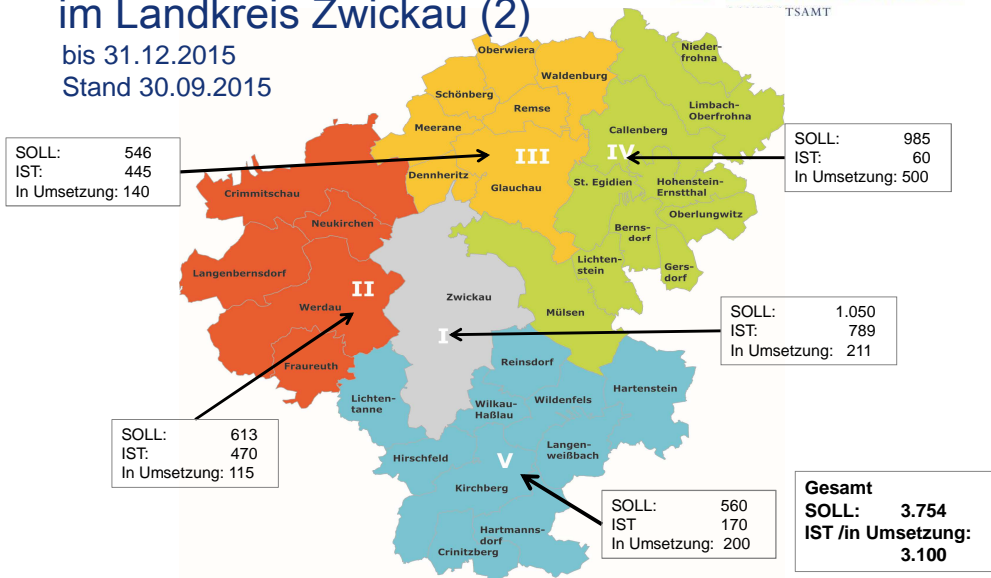 im Landkreis Zwickau (2)
TSAMT
bis 31.12.2015
Stand 30.09.2015
Oberwiera
Waldenburg
Schönberg
Remse
Meerane
III
Dennheritz
Glauchau
Nieder-
frohna
Limbach-
Oberfrohna
Callenberg
IV
St. Egidien
Hohenstein-
Ernstthal
Oberlungwitz
Berns-
dorf
Lichten-
stein
Gers-
dorf
Mülsen
SOLL: 546
IST: 445
In Umsetzung: 140
SOLL: 985
IST: 60
In Umsetzung: 500
Crimmitschau
Neukirchen
Langenbernsdorf
II
Werdau
Fraureuth
Zwickau
I
SOLL: 1.050
IST: 789
In Umsetzung: 211
Reinsdorf
Lichten-
tanne
Wilkau-
Haßlau
Wildenfels
Hartenstein
Hirschfeld
Langen-
weißbach
V
Kirchberg
Hartmanns-
dorf
Crinitzberg
SOLL: 613
IST: 470
In Umsetzung: 115
SOLL: 560
IST 170
In Umsetzung: 200
Gesamt
SOLL: 3.754
IST /in Umsetzung:
3.100